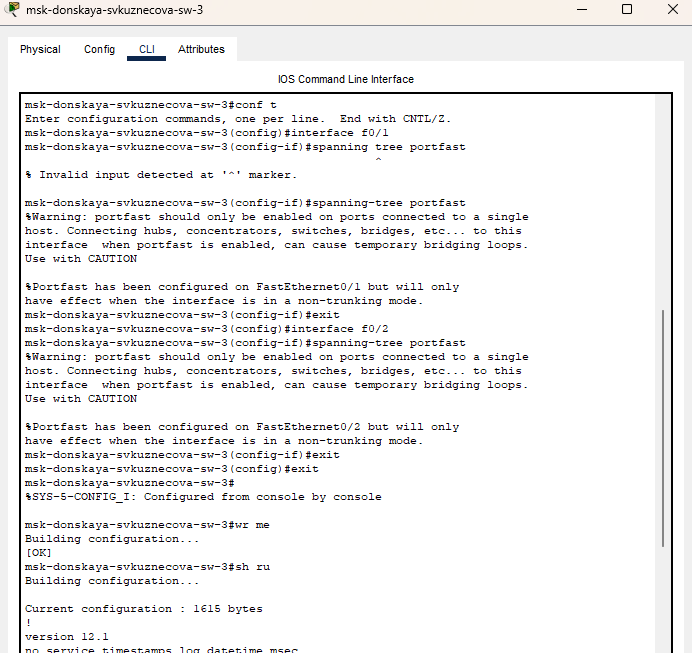 msk-donskaya-svkuznecova-sw-3
Physical Config CLI Attributes
IOS Command Line Interface
msk-donskaya-svkuznecova-sw-3#conf t
Enter configuration commands, one per line.  End with CNTL/Z.
msk-donskaya-svkuznecova-sw-3(config)#interface f0/1
msk-donskaya-svkuznecova-sw-3(config-if)#spanning tree portfast
^
% Invalid input detected at '^' marker.
msk-donskaya-svkuznecova-sw-3(config-if)#spanning-tree portfast
%Warning: portfast should only be enabled on ports connected to a single
host. Connecting hubs, concentrators, switches, bridges, etc... to this
interface  when portfast is enabled, can cause temporary bridging loops.
Use with CAUTION
%Portfast has been configured on FastEthernet0/1 but will only
have effect when the interface is in a non-trunking mode.
msk-donskaya-svkuznecova-sw-3(config-if)#exit
msk-donskaya-svkuznecova-sw-3(config)#interface f0/2
msk-donskaya-svkuznecova-sw-3(config-if)#spanning-tree portfast
%Warning: portfast should only be enabled on ports connected to a single
host. Connecting hubs, concentrators, switches, bridges, etc... to this
interface  when portfast is enabled, can cause temporary bridging loops.
Use with CAUTION
%Portfast has been configured on FastEthernet0/2 but will only
have effect when the interface is in a non-trunking mode.
msk-donskaya-svkuznecova-sw-3(config-if)#exit
msk-donskaya-svkuznecova-sw-3(config)#exit
msk-donskaya-svkuznecova-sw-3#
%SYS-5-CONFIG_I: Configured from console by console
msk-donskaya-svkuznecova-sw-3#wr me
Building configuration...
[OK]
msk-donskaya-svkuznecova-sw-3#sh ru
Building configuration...
Current configuration : 1615 bytes
!
version 12.1
no service timestamps log datetime msec